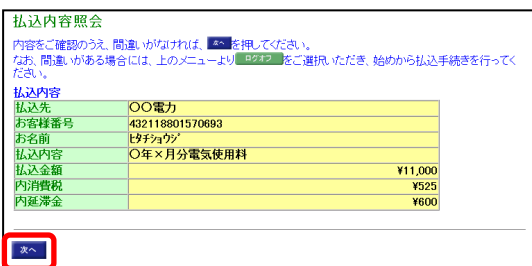 払込内容照会
内容をご確認のうえ、間違いがなければ、 次へ を押してください。
なお、間違いがある場合には、上のメニューより ログオフ をご選択いただき、始めから払込手続きを行ってく
ださい。
払込内容
払込先 〇〇電力
お客様番号 432118801570693
お名前 ヒタチショウジ
払込内容 〇年×月分電気使用料
払込金額 ¥11,000
内消費税 ¥525
内延滞金 ¥600
次へ